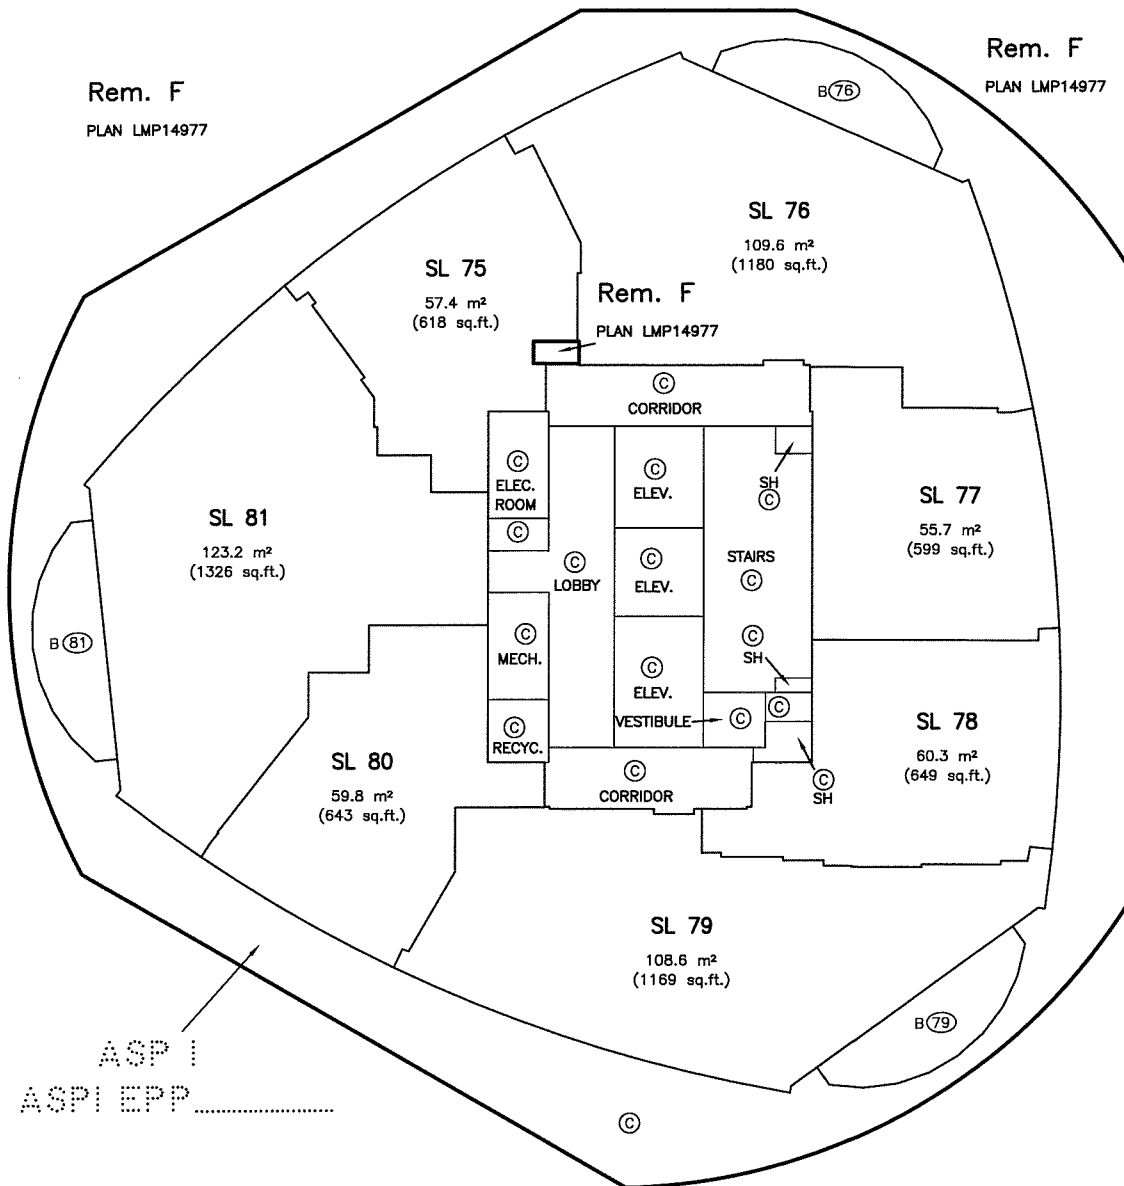 Rem. F
PLAN LMP14977
Rem. F
PLAN LMP14977
B 76
SL 76
109.6 m²
(1180 sq.ft.)
SL 75
57.4 m²
(618 sq.ft.)
Rem. F
PLAN LMP14977
C
CORRIDOR
C
ELEC.
ROOM
C
C
ELEV.
SH
C
SL 77
55.7 m²
(599 sq.ft.)
SL 81
123.2 m²
(1326 sq.ft.)
C
LOBBY
C
ELEV.
STAIRS
C
B 81
C
MECH.
C
SH
C
ELEV.
C
VESTIBULE
C
C
RECYC.
SL 78
60.3 m²
(649 sq.ft.)
SL 80
59.8 m²
(643 sq.ft.)
C
CORRIDOR
C
SH
SL 79
108.6 m²
(1169 sq.ft.)
B 79
ASP I
ASPI EPP..................
C